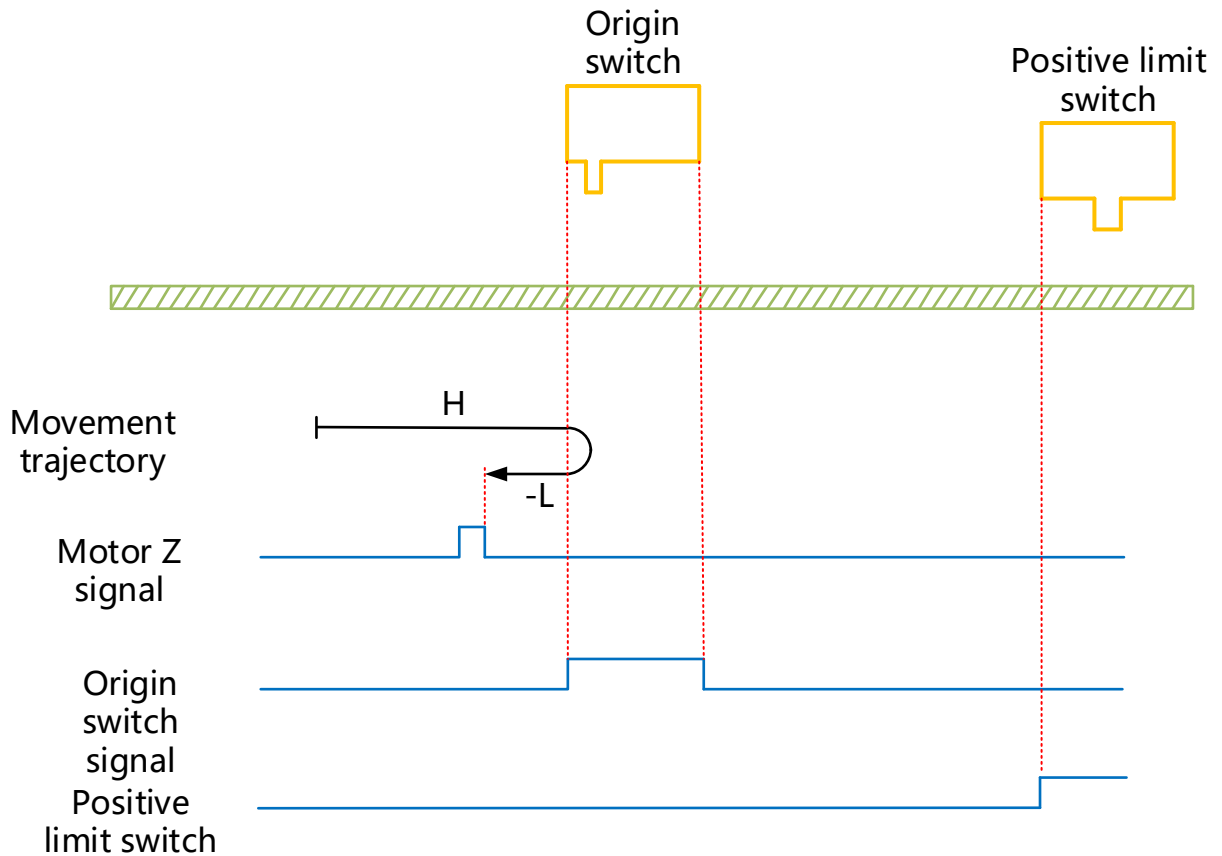 Origin
switch
Positive limit
switch
H
Movement
trajectory
-L
Motor Z
signal
Origin
switch
signal
Positive
limit switch